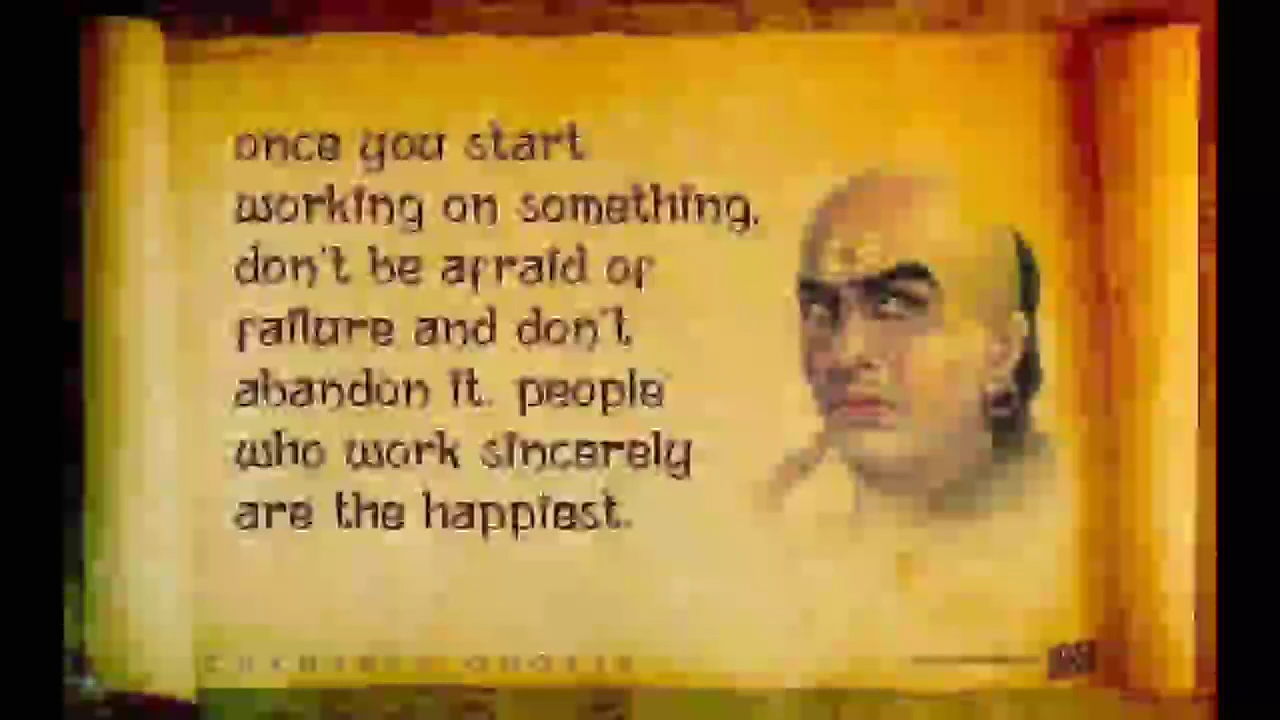 once you start
working on something,
don't be afraid of
failure and don't
abandon it. people
who work sincerely
are the happiest.